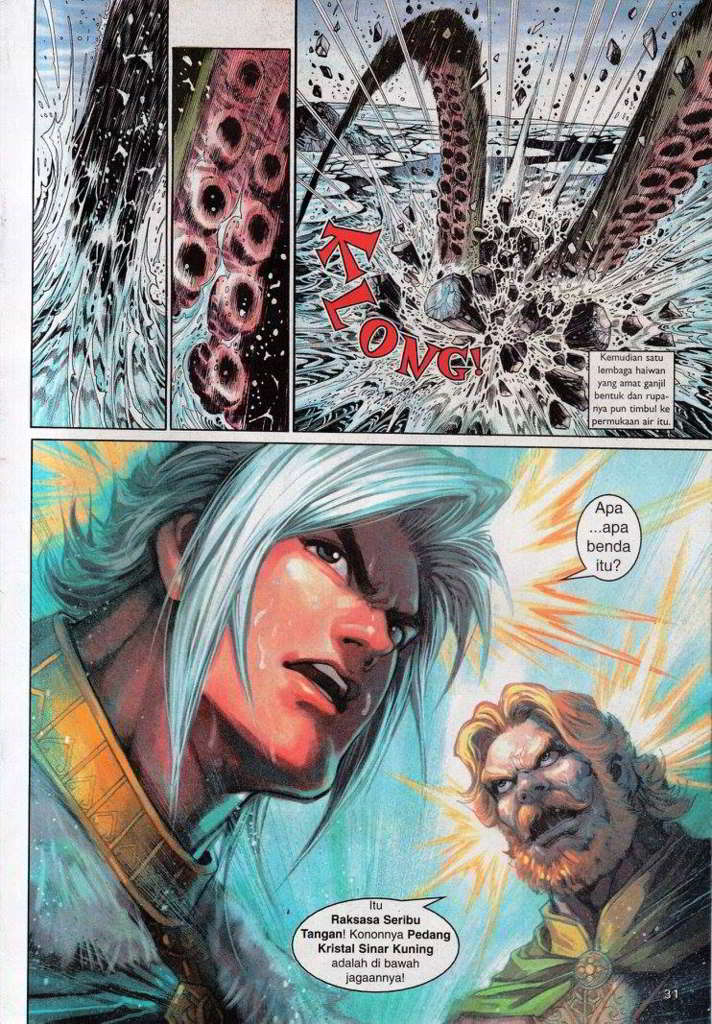 KLONG!
Kemudian satu
lembaga haiwan
yang amat ganjil
bentuk dan rupa-
nya pun timbul ke
permukaan air itu.
Apa
...apa
benda
itu?
Itu
Raksasa Seribu
Tangan! Kononnya Pedang
Kristal Sinar Kuning
adalah di bawah
jagaannya!
31